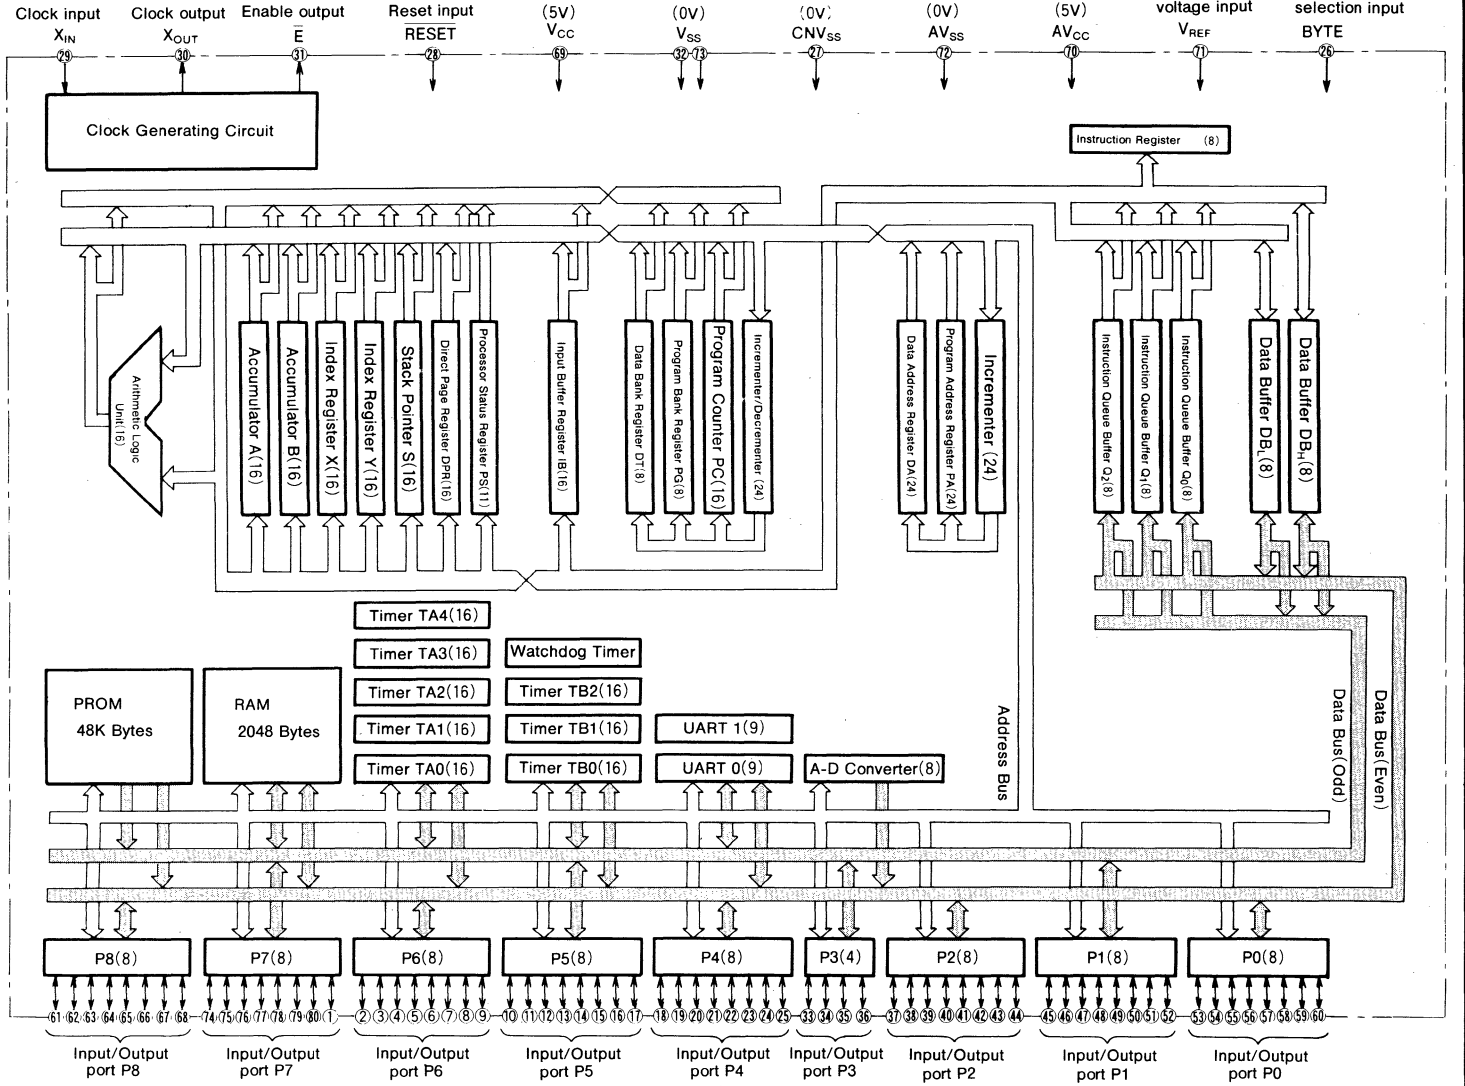 Clock input
Clock output
Enable output
Reset input
(5V)
(0V)
(0V)
(0V)
(5V)
voltage input
selection input
XIN
XOUT
E
RESET
VCC
VSS
CNVSS
AVSS
AVCC
VREF
BYTE
29
30
31
28
69
32 73
27
72
70
71
26
Clock Generating Circuit
Instruction Register (8)
Arithmetic Logic
Unit(16)
Accumulator A(16)
Accumulator B(16)
Index Register X(16)
Index Register Y(16)
Stack Pointer S(16)
Direct Page Register DPR(16)
Processor Status Register PS(11)
Input Buffer Register IB(16)
Data Bank Register DT(8)
Program Bank Register PG(8)
Program Counter PC(16)
Incrementer/Decrementer (24)
Data Address Register DA(24)
Program Address Register PA(24)
Incrementer (24)
Instruction Queue Buffer Q2(8)
Instruction Queue Buffer Q1(8)
Instruction Queue Buffer Q0(8)
Data Buffer DBL(8)
Data Buffer DBH(8)
Timer TA4(16)
Timer TA3(16)
Timer TA2(16)
Timer TA1(16)
Timer TA0(16)
Watchdog Timer
Timer TB2(16)
Timer TB1(16)
Timer TB0(16)
PROM
48K Bytes
RAM
2048 Bytes
UART 1(9)
UART 0(9)
A-D Converter(8)
Address Bus
Data Bus(Odd)
Data Bus(Even)
P8(8)
P7(8)
P6(8)
P5(8)
P4(8)
P3(4)
P2(8)
P1(8)
P0(8)
61 62 63 64 65 66 67 68
74 75 76 77 78 79 80 1
2 3 4 5 6 7 8 9
10 11 12 13 14 15 16 17
18 19 20 21 22 23 24 25
33 34 35 36
37 38 39 40 41 42 43 44
45 46 47 48 49 50 51 52
53 54 55 56 57 58 59 60
Input/Output
port P8
Input/Output
port P7
Input/Output
port P6
Input/Output
port P5
Input/Output
port P4
Input/Output
port P3
Input/Output
port P2
Input/Output
port P1
Input/Output
port P0